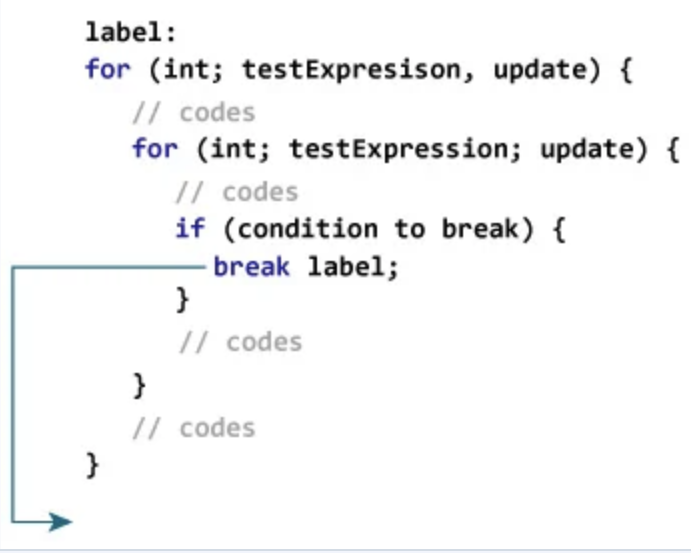 label:
for (int; testExpresison, update) {
// codes
for (int; testExpression; update) {
// codes
if (condition to break) {
break label;
}
// codes
}
// codes
}